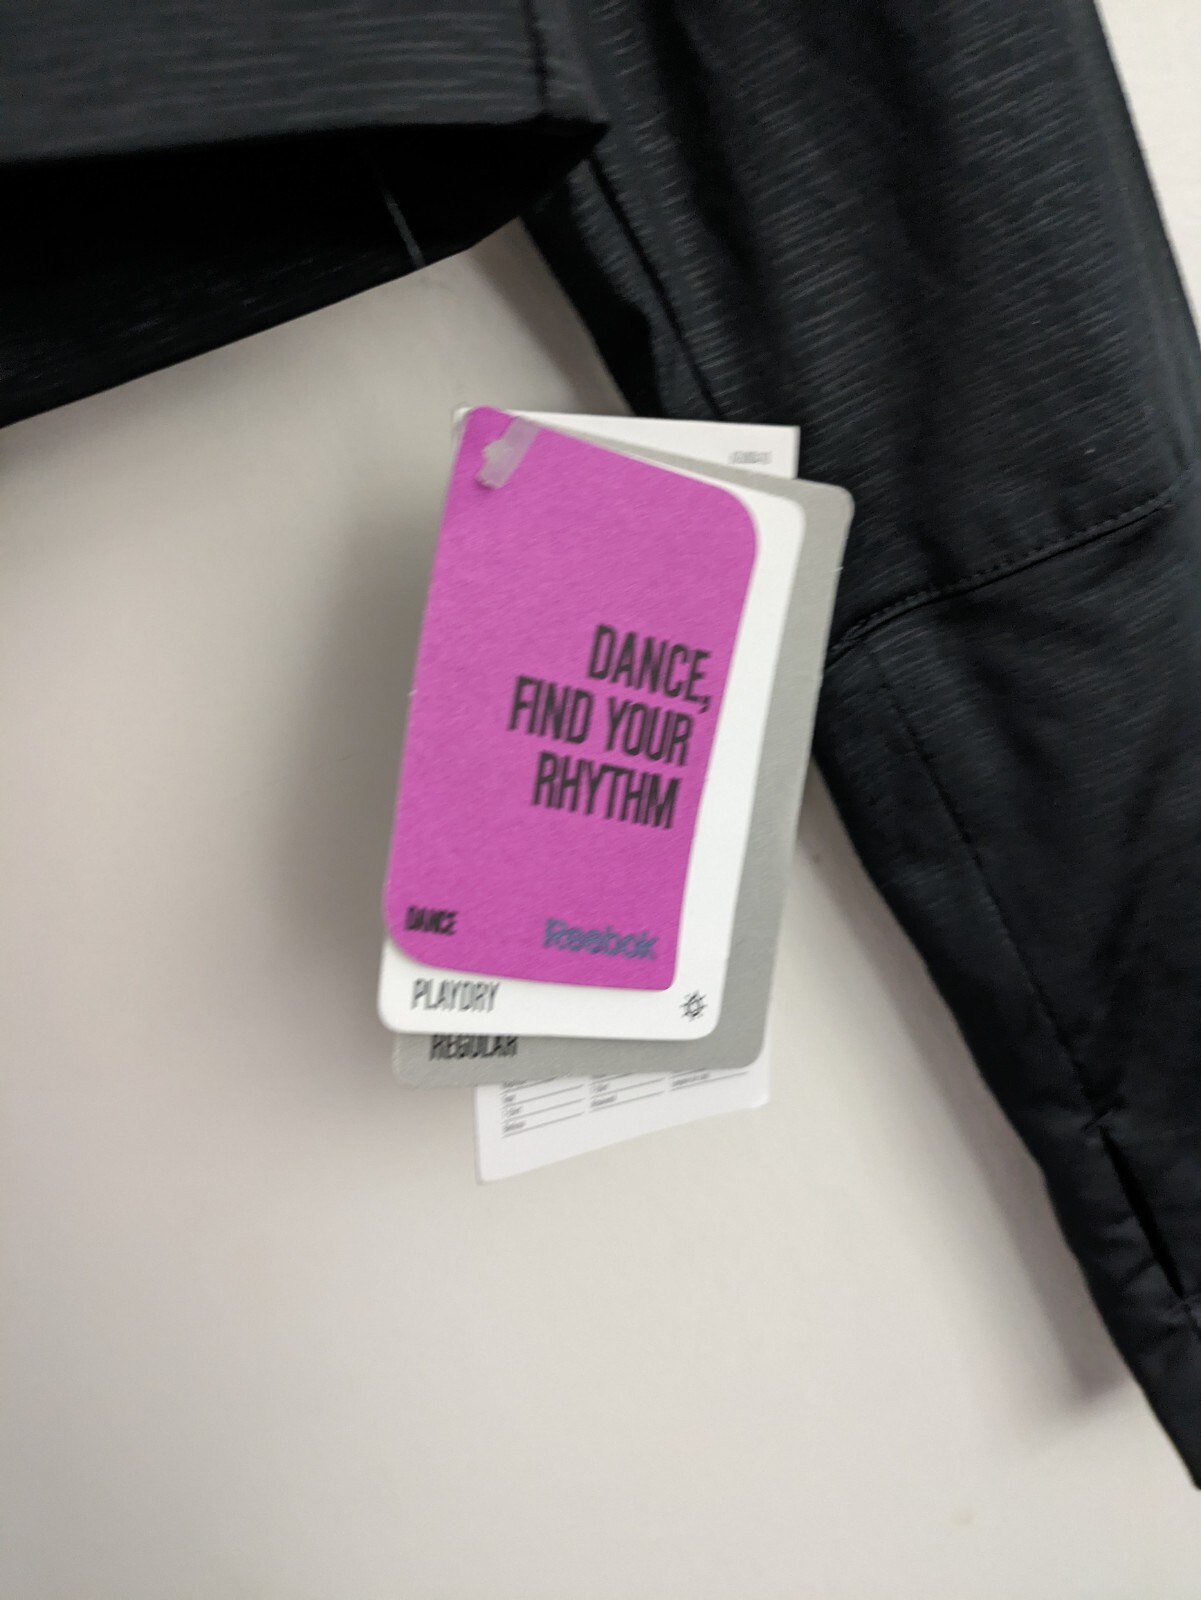 DANCE,
FIND YOUR
RHYTHM
DANCE
Reebok
PLAYDRY
REGULAR